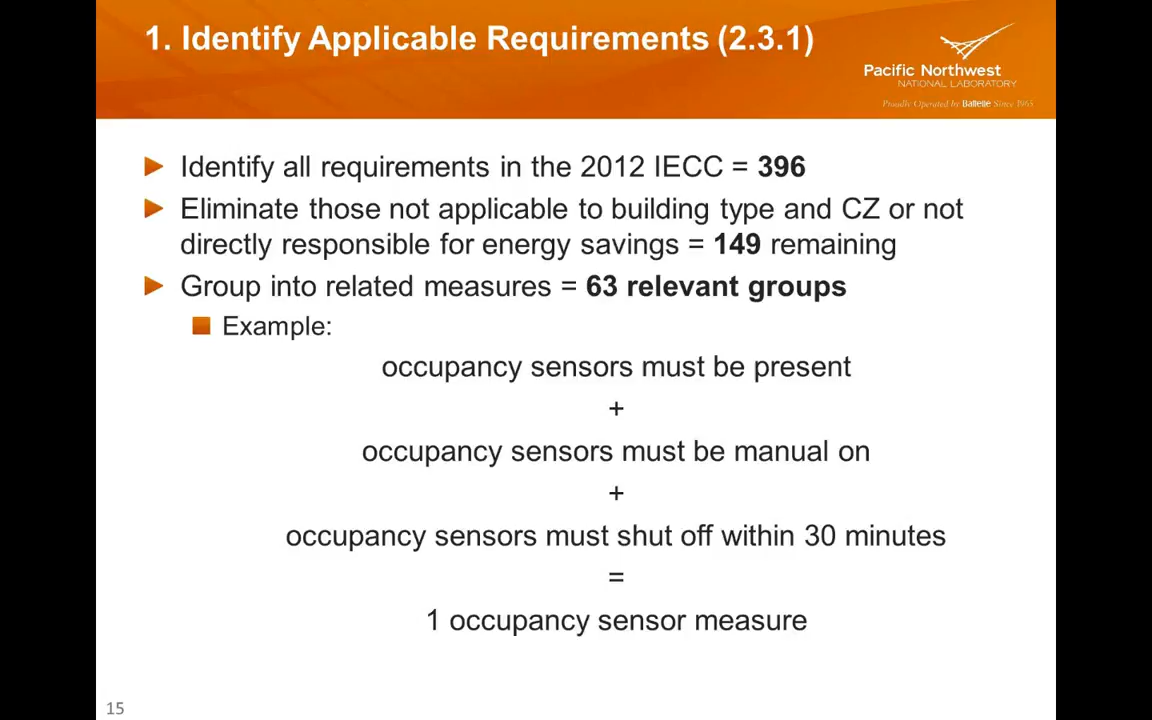 1. Identify Applicable Requirements (2.3.1)
Pacific Northwest
NATIONAL LABORATORY
Proudly Operated by Battelle Since 1965
Identify all requirements in the 2012 IECC = 396
Eliminate those not applicable to building type and CZ or not
directly responsible for energy savings = 149 remaining
Group into related measures = 63 relevant groups
Example:
occupancy sensors must be present
+
occupancy sensors must be manual on
+
occupancy sensors must shut off within 30 minutes
=
1 occupancy sensor measure
15